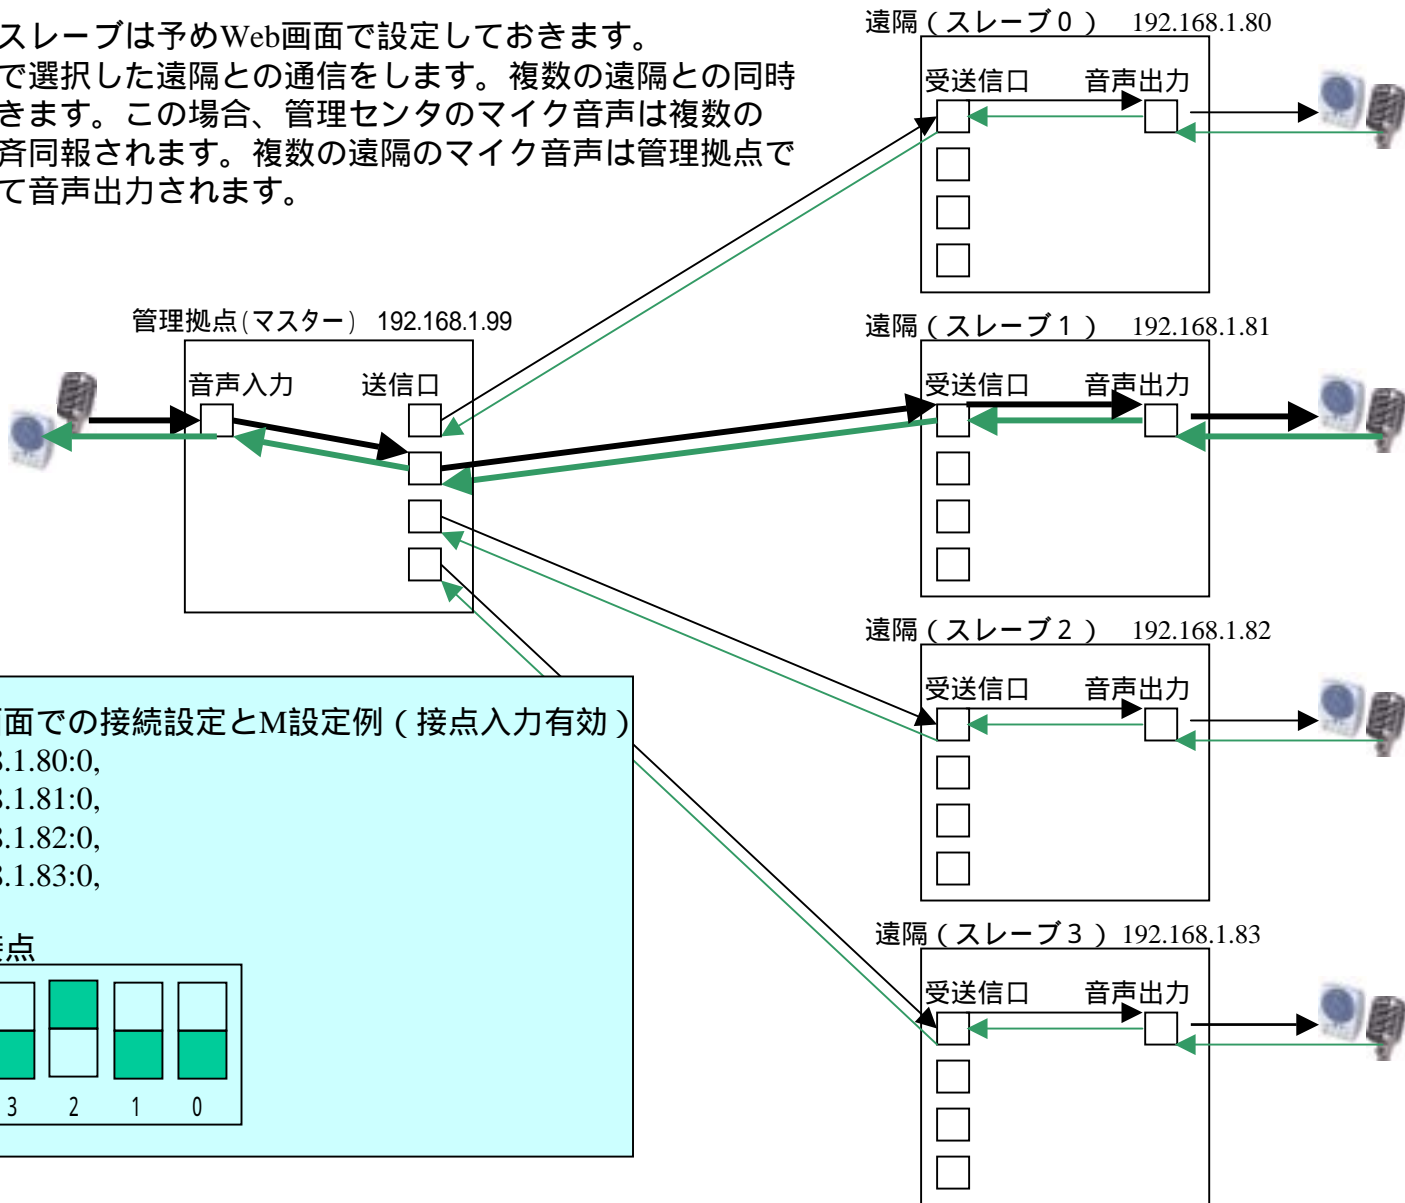 スレーブは予めWeb画面で設定しておきます。
で選択した遠隔との通信をします。複数の遠隔との同時
きます。この場合、管理センタのマイク音声は複数の
斉同報されます。複数の遠隔のマイク音声は管理拠点で
て音声出力されます。
遠隔（スレーブ０） 192.168.1.80
受送信口 音声出力
管理拠点(マスター） 192.168.1.99
音声入力 送信口
遠隔（スレーブ１） 192.168.1.81
受送信口 音声出力
遠隔（スレーブ２） 192.168.1.82
受送信口 音声出力
遠隔（スレーブ３）192.168.1.83
受送信口 音声出力
画面での接続設定とM設定例（接点入力有効）
8.1.80:0,
8.1.81:0,
8.1.82:0,
8.1.83:0,
接点
3 2 1 0